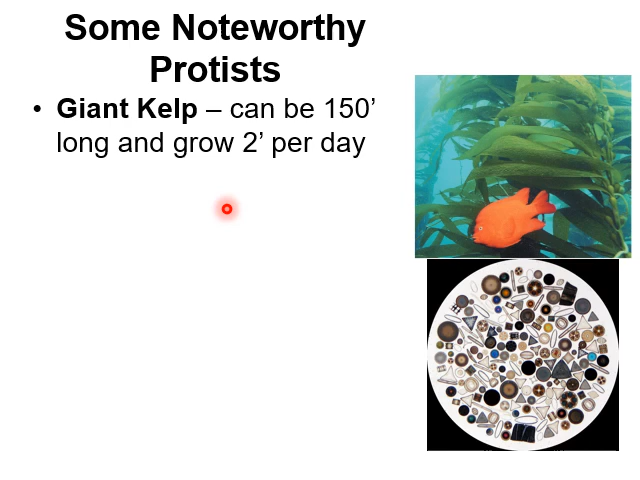 Some Noteworthy
Protists
• Giant Kelp – can be 150’
long and grow 2’ per day